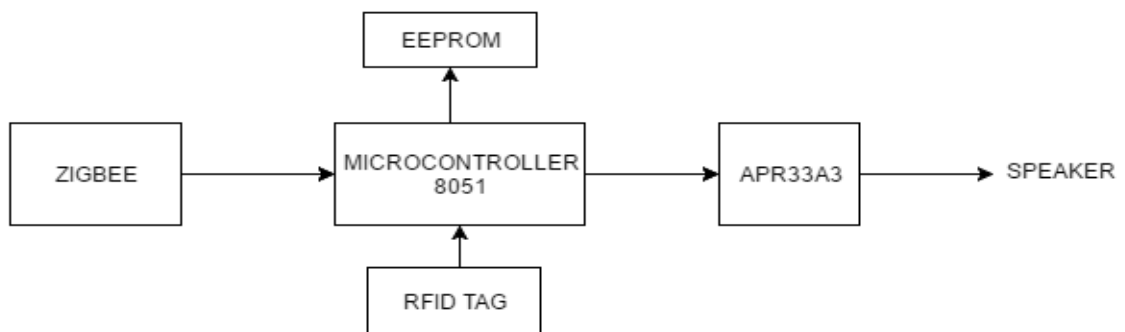 EEPROM
ZIGBEE
MICROCONTROLLER
8051
APR33A3
SPEAKER
RFID TAG